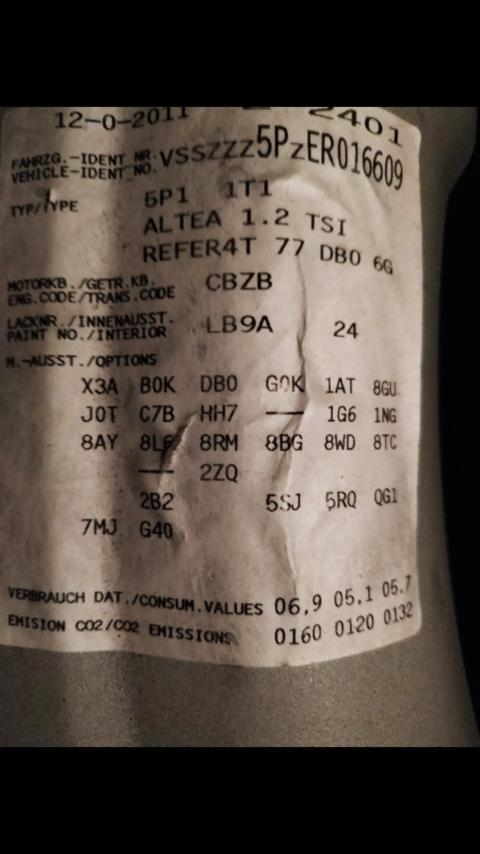 12-0-2011 2401
FAHRZG.-IDENT NR. VSSZZZ5PzER016609
VEHICLE-IDENT NO.
TYP/TYPE 5P1 1T1
ALTEA 1.2 TSI
REFER4T 77 DB0 6G
MOTORKB./GETR.KB. CBZB
ENG.CODE/TRANS.CODE
LACKNR./INNENAUSST. LB9A 24
PAINT NO./INTERIOR
M.-AUSST./OPTIONS
X3A B0K DB0 G0K 1AT 8GU
J0T C7B HH7 -- 1G6 1NG
8AY 8RM 8BG 8WD 8TC
-- 2ZQ
2B2 5SJ 5RQ QG1
7MJ G40
VERBRAUCH DAT./CONSUM.VALUES 06,9 05,1 05,7
EMISION CO2/CO2 EMISSIONS 0160 0120 0132